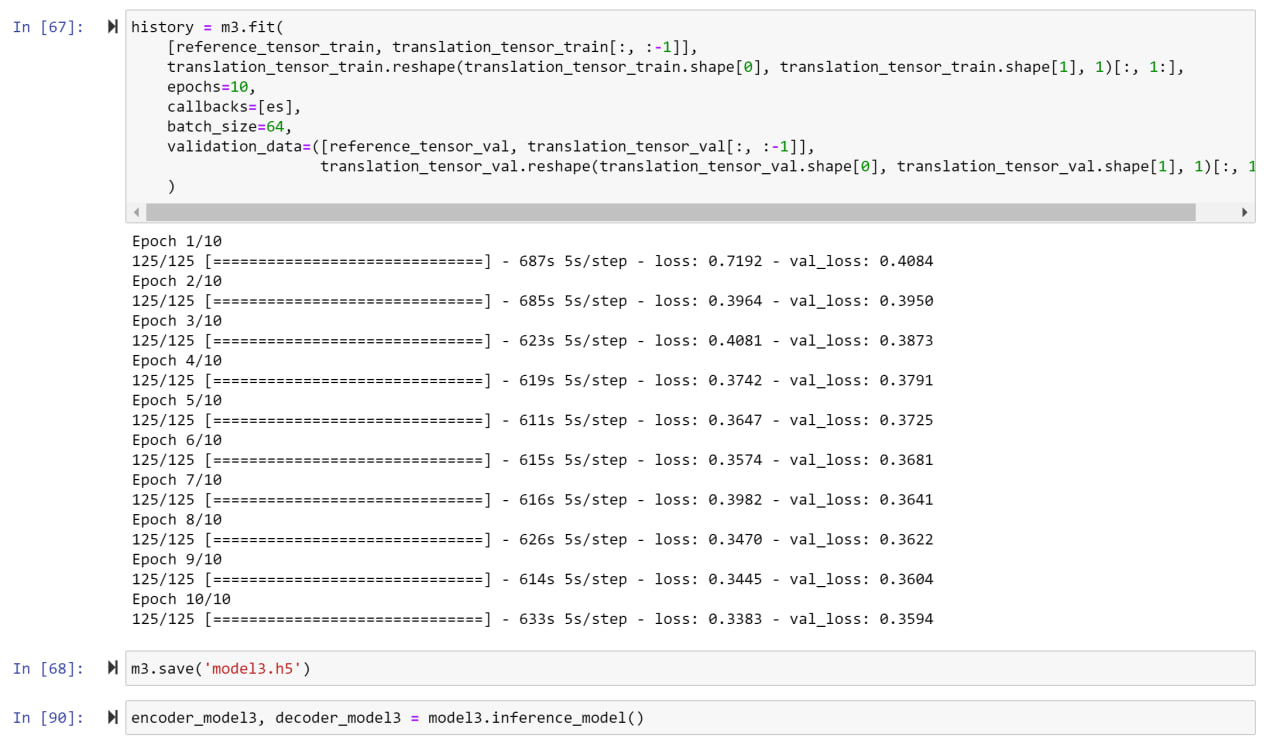 In [67]:
history = m3.fit(
    [reference_tensor_train, translation_tensor_train[:, :-1]],
    translation_tensor_train.reshape(translation_tensor_train.shape[0], translation_tensor_train.shape[1], 1)[:, 1:],
    epochs=10,
    callbacks=[es],
    batch_size=64,
    validation_data=([reference_tensor_val, translation_tensor_val[:, :-1]],
                     translation_tensor_val.reshape(translation_tensor_val.shape[0], translation_tensor_val.shape[1], 1)[:, 1
    )
Epoch 1/10
125/125 [==============================] - 687s 5s/step - loss: 0.7192 - val_loss: 0.4084
Epoch 2/10
125/125 [==============================] - 685s 5s/step - loss: 0.3964 - val_loss: 0.3950
Epoch 3/10
125/125 [==============================] - 623s 5s/step - loss: 0.4081 - val_loss: 0.3873
Epoch 4/10
125/125 [==============================] - 619s 5s/step - loss: 0.3742 - val_loss: 0.3791
Epoch 5/10
125/125 [==============================] - 611s 5s/step - loss: 0.3647 - val_loss: 0.3725
Epoch 6/10
125/125 [==============================] - 615s 5s/step - loss: 0.3574 - val_loss: 0.3681
Epoch 7/10
125/125 [==============================] - 616s 5s/step - loss: 0.3982 - val_loss: 0.3641
Epoch 8/10
125/125 [==============================] - 626s 5s/step - loss: 0.3470 - val_loss: 0.3622
Epoch 9/10
125/125 [==============================] - 614s 5s/step - loss: 0.3445 - val_loss: 0.3604
Epoch 10/10
125/125 [==============================] - 633s 5s/step - loss: 0.3383 - val_loss: 0.3594
In [68]: m3.save('model3.h5')
In [90]: encoder_model3, decoder_model3 = model3.inference_model()